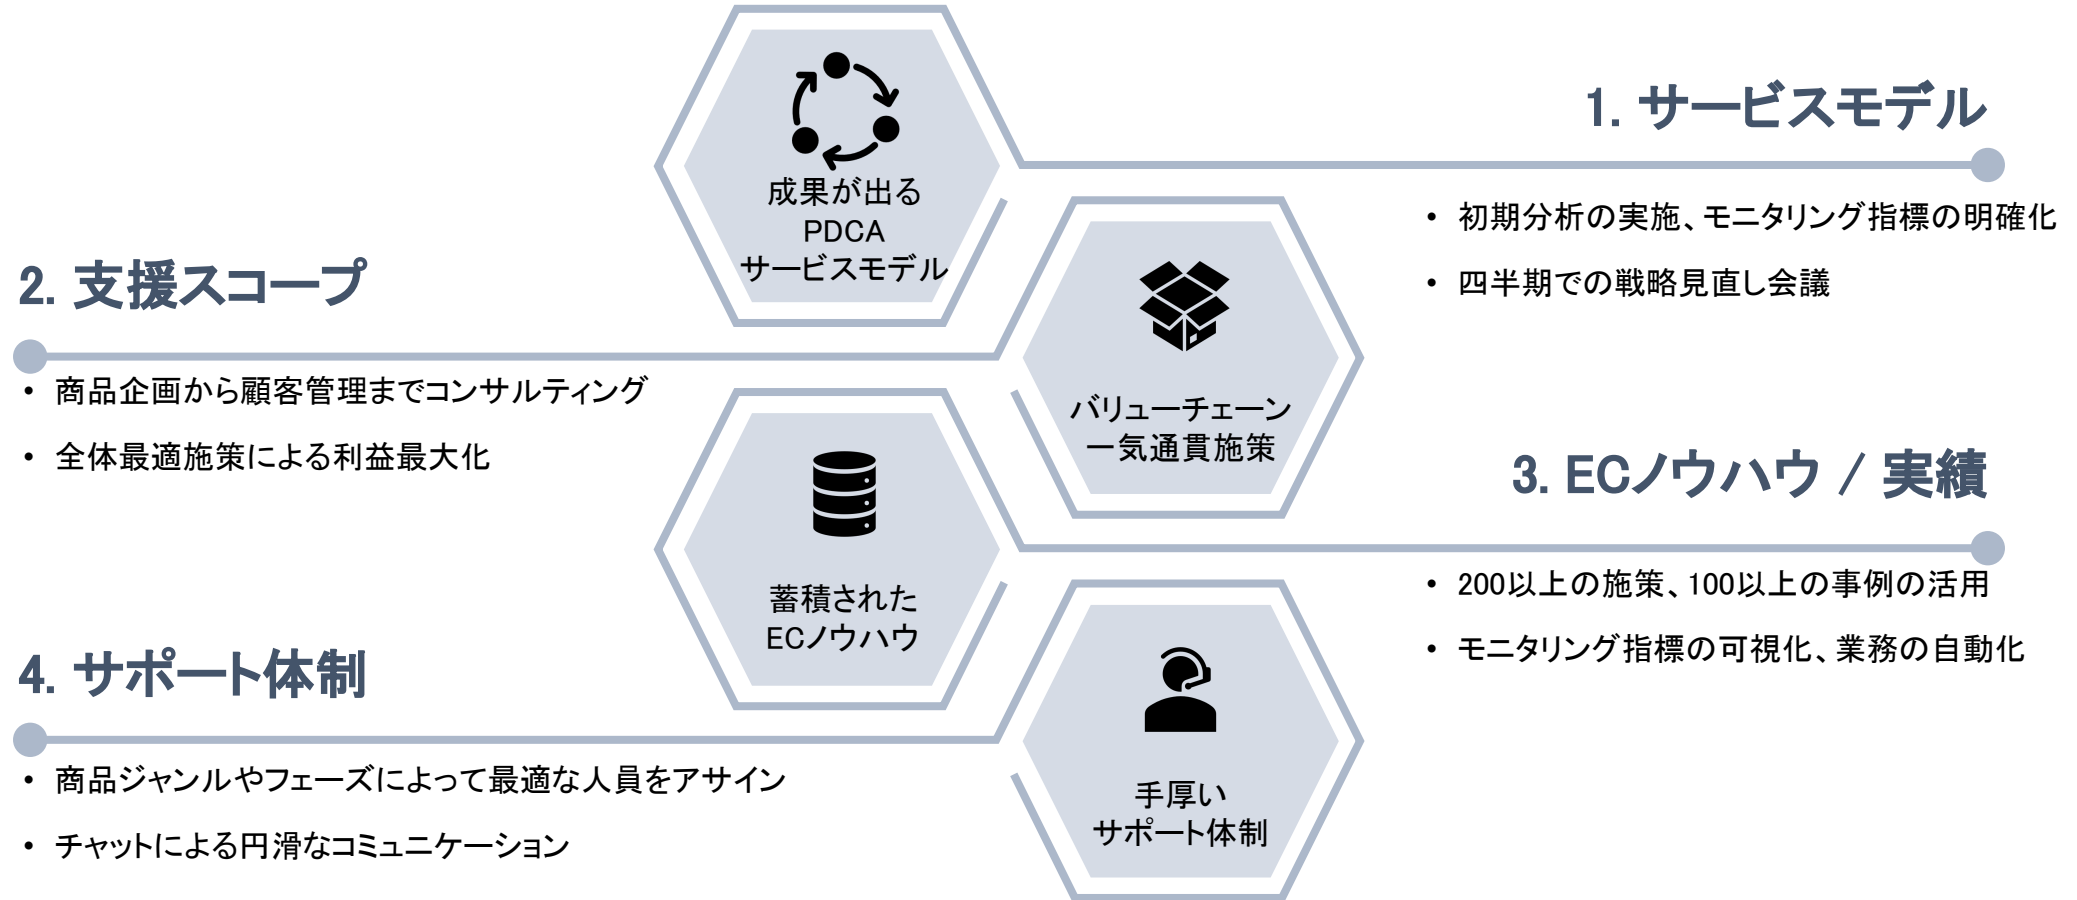 1. サービスモデル
成果が出る
PDCA
サービスモデル
• 初期分析の実施、モニタリング指標の明確化
• 四半期での戦略見直し会議
2. 支援スコープ
• 商品企画から顧客管理までコンサルティング
• 全体最適施策による利益最大化
バリューチェーン
一気通貫施策
3. ECノウハウ / 実績
蓄積された
ECノウハウ
• 200以上の施策、100以上の事例の活用
• モニタリング指標の可視化、業務の自動化
4. サポート体制
• 商品ジャンルやフェーズによって最適な人員をアサイン
• チャットによる円滑なコミュニケーション
手厚い
サポート体制